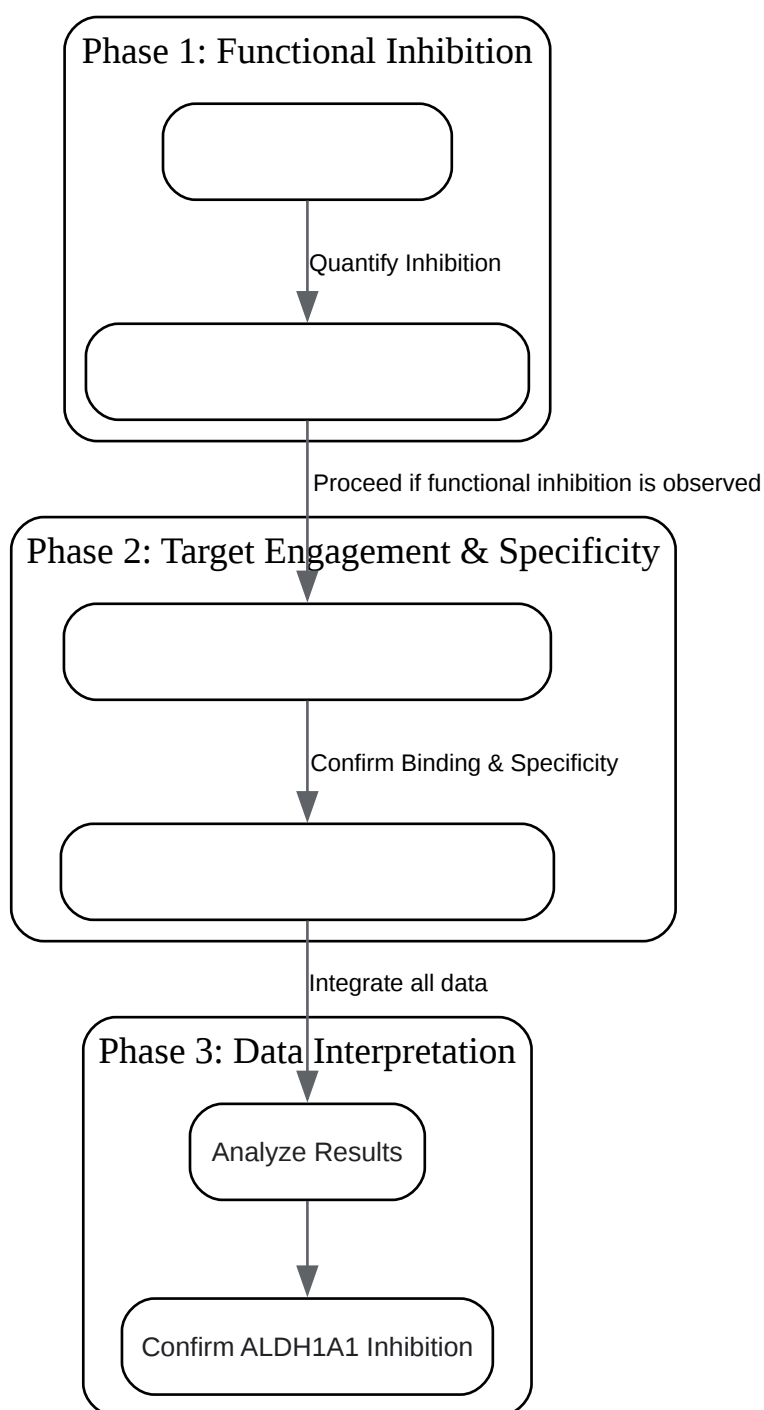 Phase 1: Functional Inhibition
Quantify Inhibition
Proceed if functional inhibition is observed
Phase 2: Target Engagement & Specificity
Confirm Binding & Specificity
Integrate all data
Phase 3: Data Interpretation
Analyze Results
Confirm ALDH1A1 Inhibition